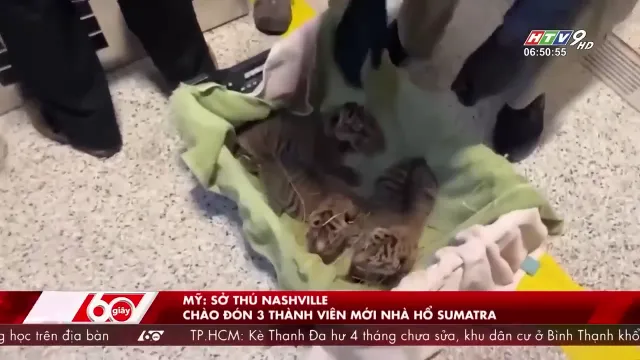 HTV9 HD
06:50:55
MỸ: SỞ THÚ NASHVILLE
CHÀO ĐÓN 3 THÀNH VIÊN MỚI NHÀ HỔ SUMATRA
60 giây
g học trên địa bàn 60 TP.HCM: Kè Thanh Đa hư 4 tháng chưa sửa, khu dân cư ở Bình Thạnh khổ